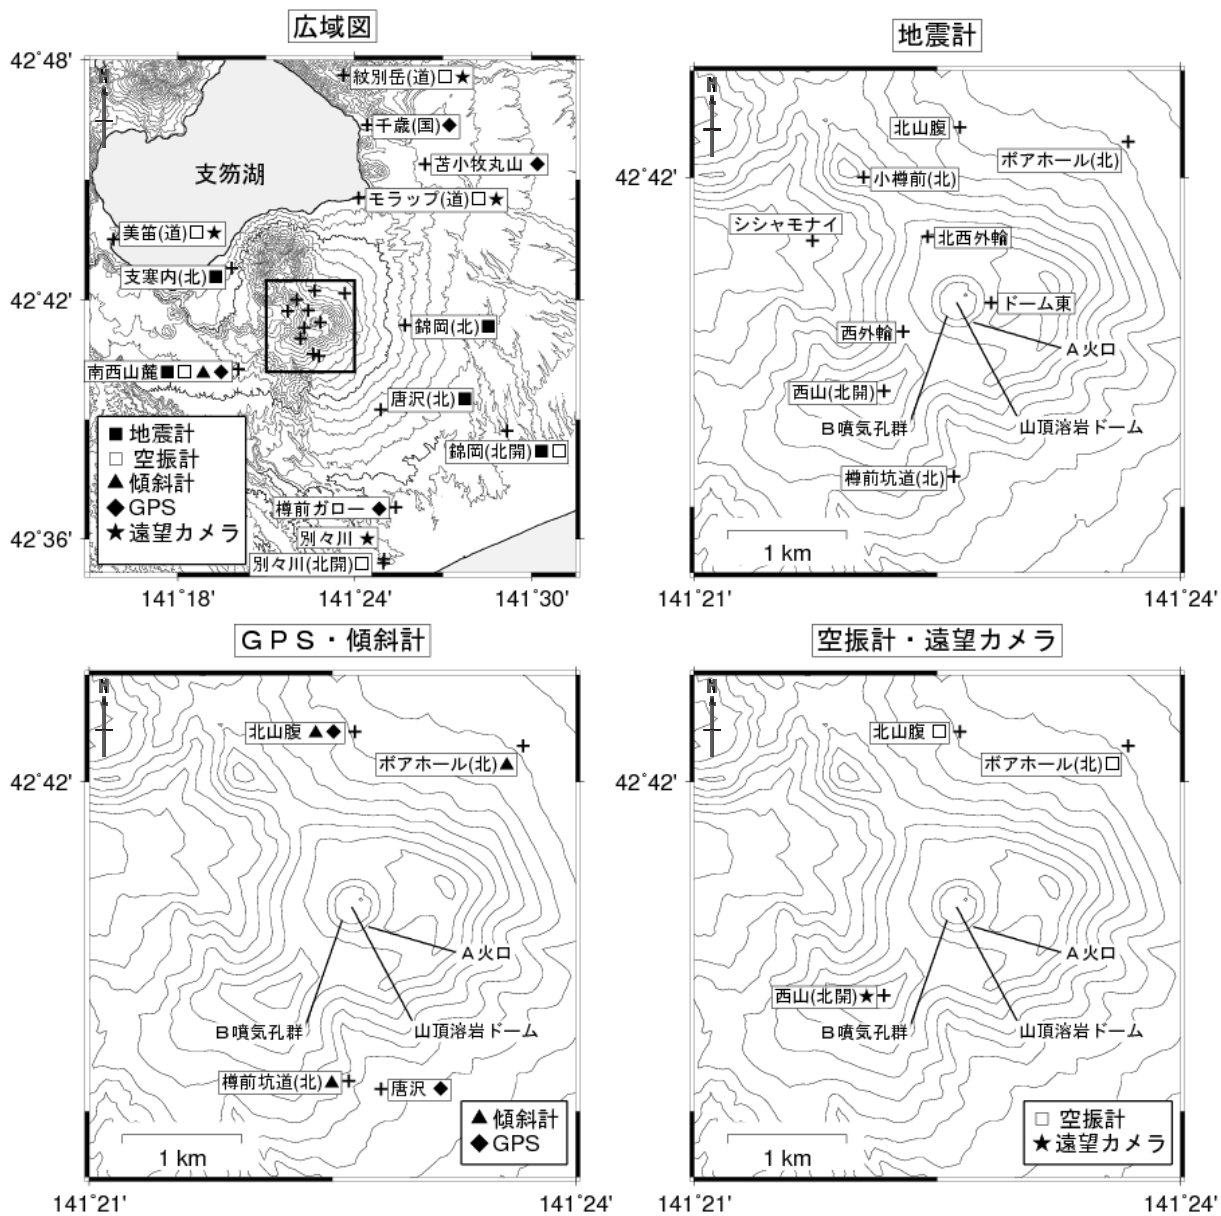 広域図
42˚48'
42˚42'
42˚36'
141˚18'
141˚24'
141˚30'
N
紋別岳(道)□★
千歳(国)◆
苫小牧丸山 ◆
支笏湖
モラップ(道)□★
美笛(道)□★
支寒内(北)■
錦岡(北)■
南西山麓■□▲◆
唐沢(北)■
錦岡(北開)■□
樽前ガロー ◆
別々川 ★
別々川(北開)□
■地震計
□ 空振計
▲傾斜計
◆GPS
★遠望カメラ
地震計
N
42˚42'
141˚21'
141˚24'
北山腹
ボアホール(北)
小樽前(北)
シシャモナイ
北西外輪
ドーム東
西外輪
A火口
西山(北開)
B噴気孔群
山頂溶岩ドーム
樽前坑道(北)
1 km
GPS・傾斜計
N
42˚42'
141˚21'
141˚24'
北山腹 ▲◆
ボアホール(北)▲
A火口
B噴気孔群
山頂溶岩ドーム
樽前坑道(北)▲
唐沢 ◆
▲傾斜計
◆GPS
1 km
空振計・遠望カメラ
N
42˚42'
141˚21'
141˚24'
北山腹 □
ボアホール(北)□
A火口
西山(北開)★
B噴気孔群
山頂溶岩ドーム
□ 空振計
★遠望カメラ
1 km